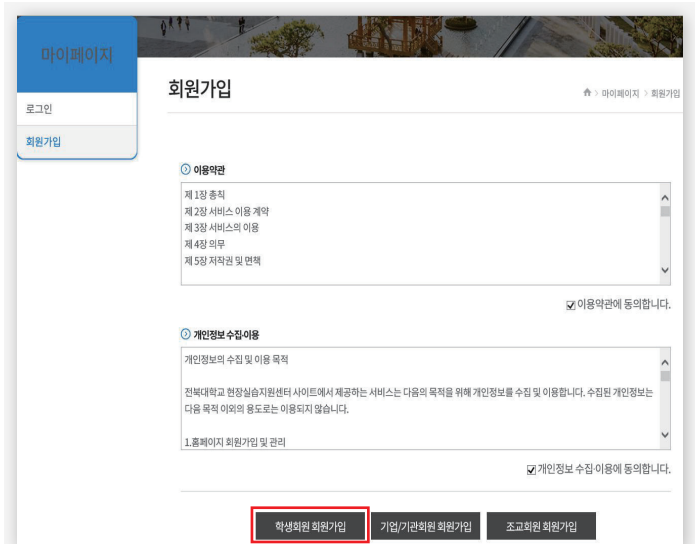 마이페이지
로그인
회원가입
회원가입
> 마이페이지 > 회원가입
이용약관
제 1장 총칙
제 2장 서비스 이용 계약
제 3장 서비스의 이용
제 4장 의무
제 5장 저작권 및 면책
이용약관에 동의합니다.
개인정보 수집·이용
개인정보의 수집 및 이용 목적
전북대학교 현장실습지원센터 사이트에서 제공하는 서비스는 다음의 목적을 위해 개인정보를 수집 및 이용합니다. 수집된 개인정보는
다음 목적 이외의 용도로는 이용되지 않습니다.
1.홈페이지 회원가입 및 관리
개인정보 수집·이용에 동의합니다.
학생회원 회원가입 기업/기관회원 회원가입 조교회원 회원가입